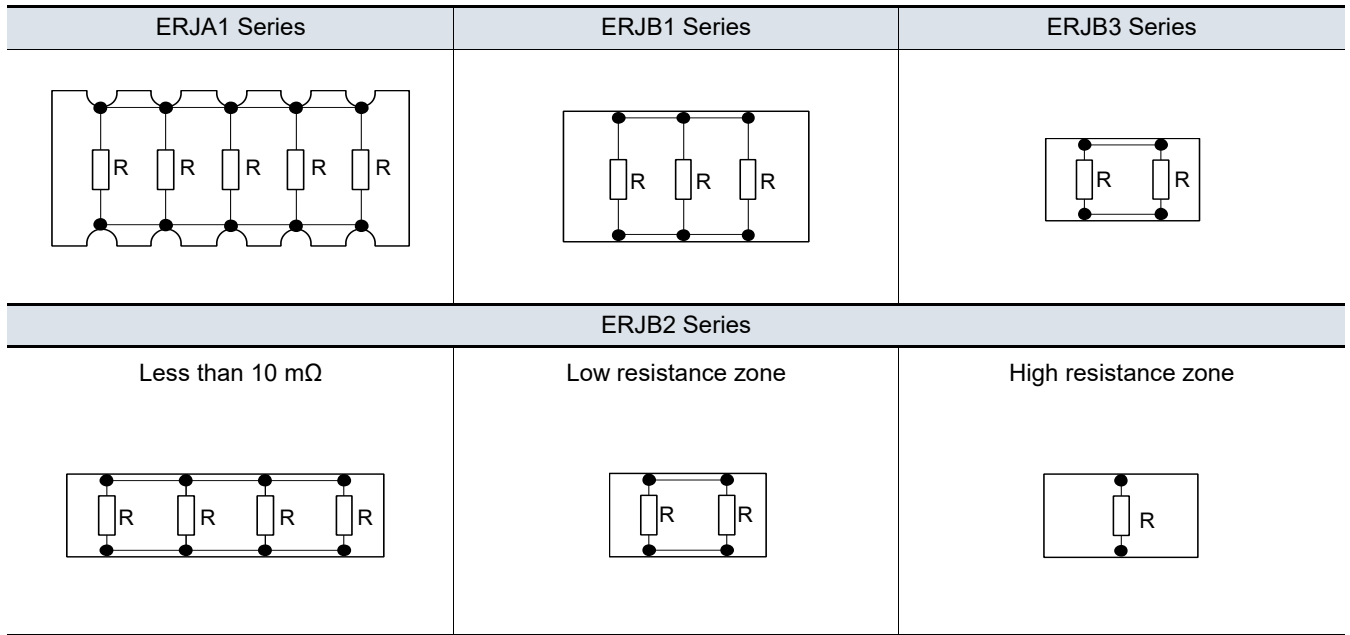 ERJA1 Series ERJB1 Series ERJB3 Series
R R R R R R R R R R
ERJB2 Series
Less than 10 mΩ Low resistance zone High resistance zone
R R R R R R R